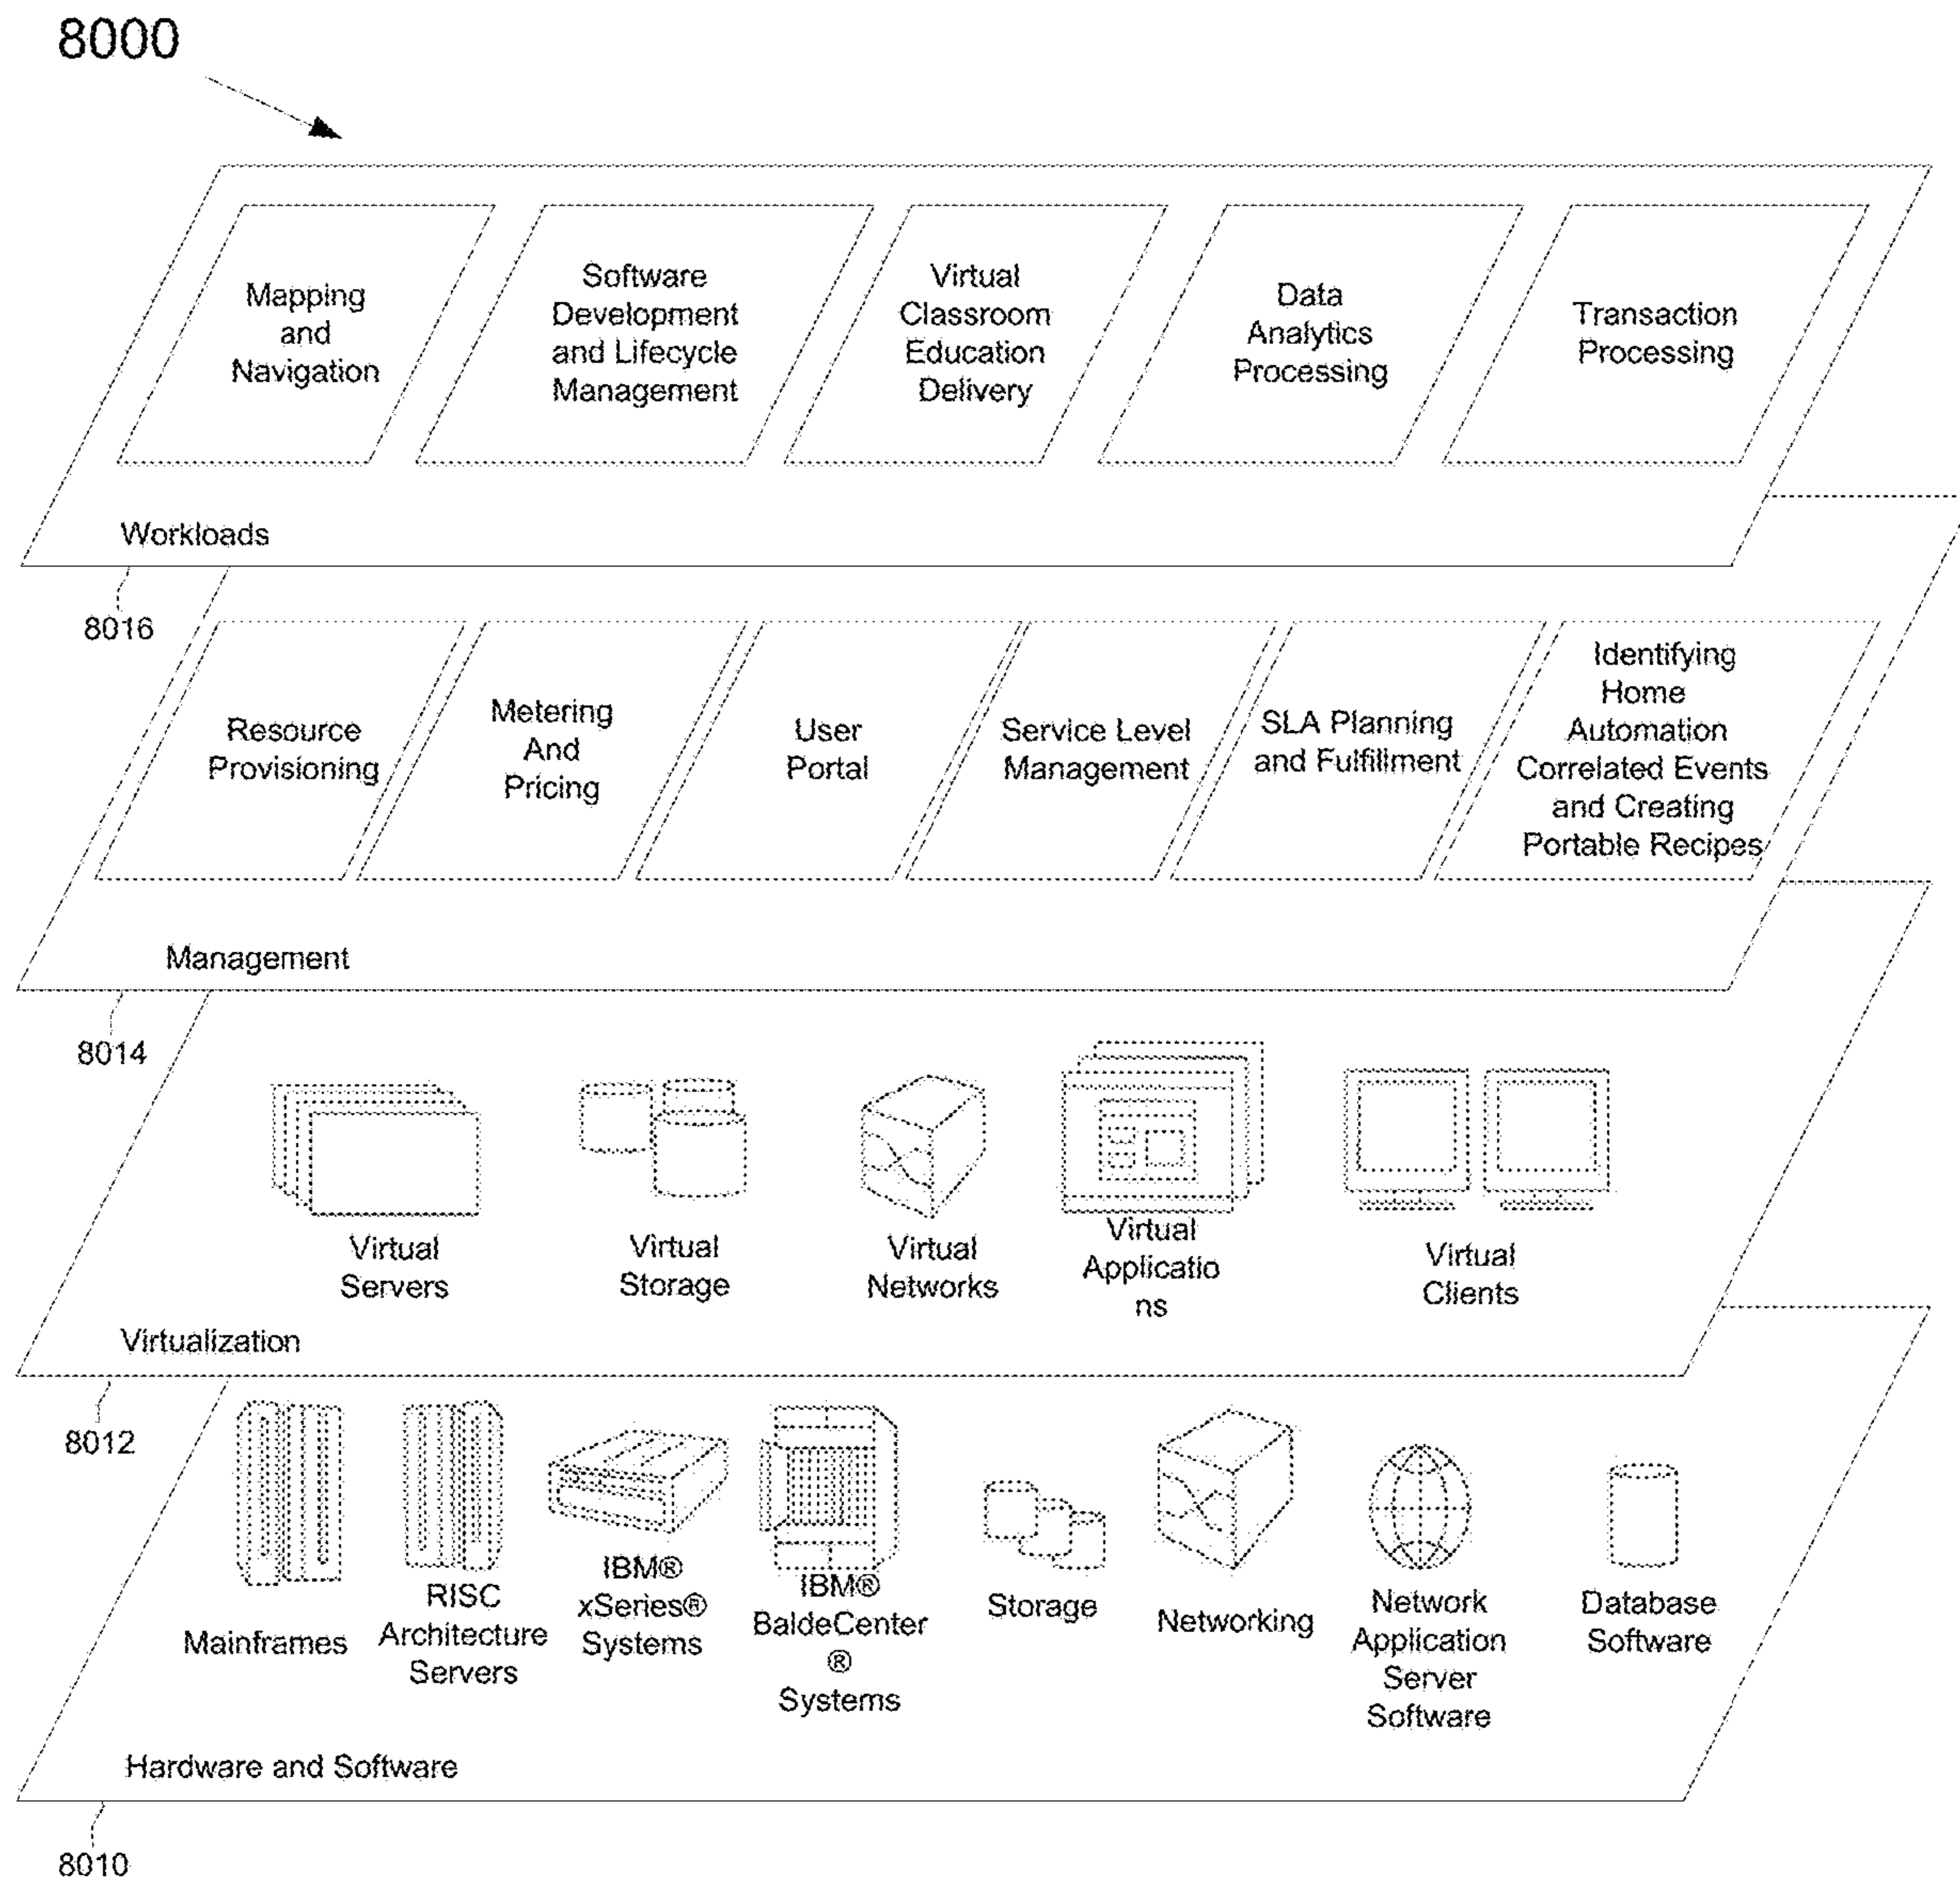 8000
Mapping
and
Navigation
Software
Development
and Lifecycle
Management
Virtual
Classroom
Education
Delivery
Data
Analytics
Processing
Transaction
Processing
Workloads
8016
Resource
Provisioning
Metering
And
Pricing
User
Portal
Service Level
Management
SLA Planning
and Fulfillment
Identifying
Home
Automation
Correlated Events
and Creating
Portable Recipes
Management
8014
Virtual
Servers
Virtual
Storage
Virtual
Networks
Virtual
Applicatio
ns
Virtual
Clients
Virtualization
8012
Mainframes
RISC
Architecture
Servers
IBM®
xSeries®
Systems
IBM®
BaldeCenter
®
Systems
Storage
Networking
Network
Application
Server
Software
Database
Software
Hardware and Software
8010